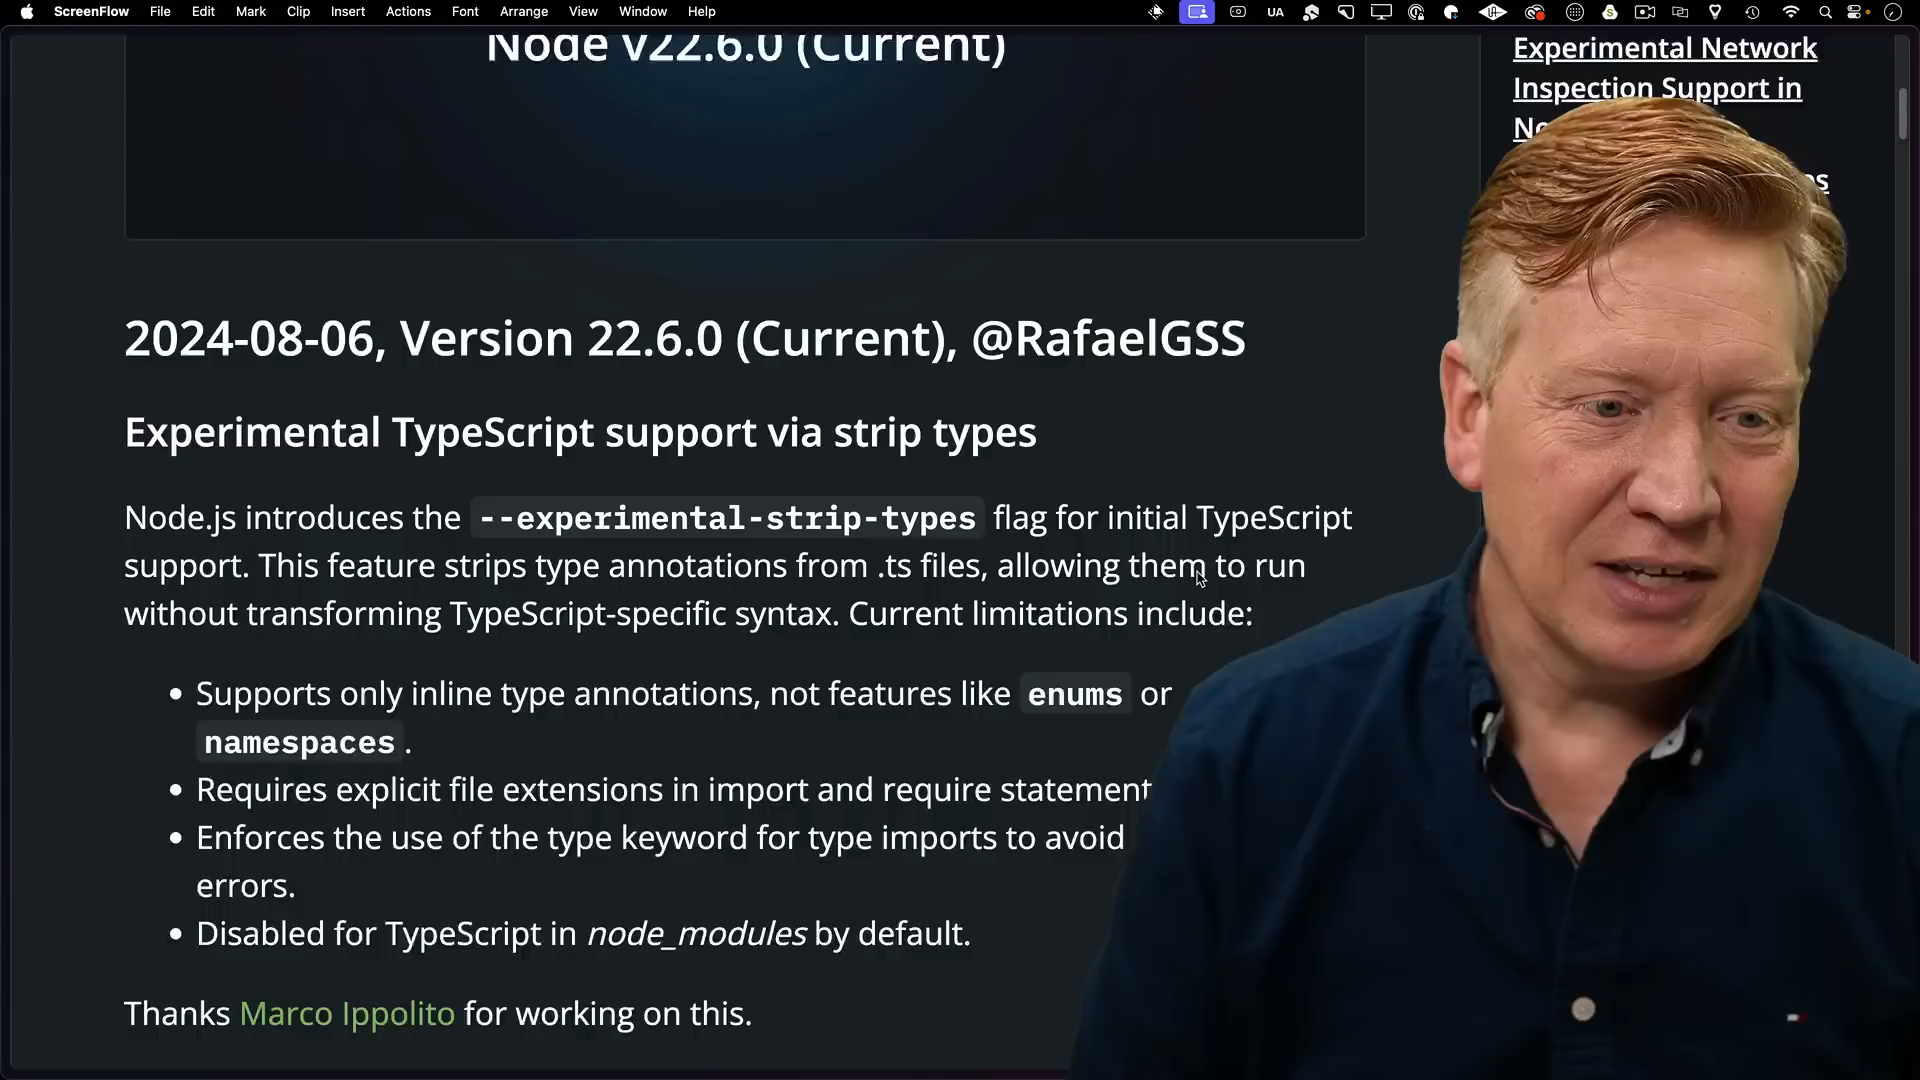 ScreenFlow File Edit Mark Clip Insert Actions Font Arrange View Window Help UA
Node v22.6.0 (Current)
Experimental Network
Inspection Support in
2024-08-06, Version 22.6.0 (Current), @RafaelGSS
Experimental TypeScript support via strip types
Node.js introduces the --experimental-strip-types flag for initial TypeScript
support. This feature strips type annotations from .ts files, allowing them to run
without transforming TypeScript-specific syntax. Current limitations include:
• Supports only inline type annotations, not features like enums or
namespaces.
• Requires explicit file extensions in import and require statement
• Enforces the use of the type keyword for type imports to avoid
errors.
• Disabled for TypeScript in node_modules by default.
Thanks Marco Ippolito for working on this.